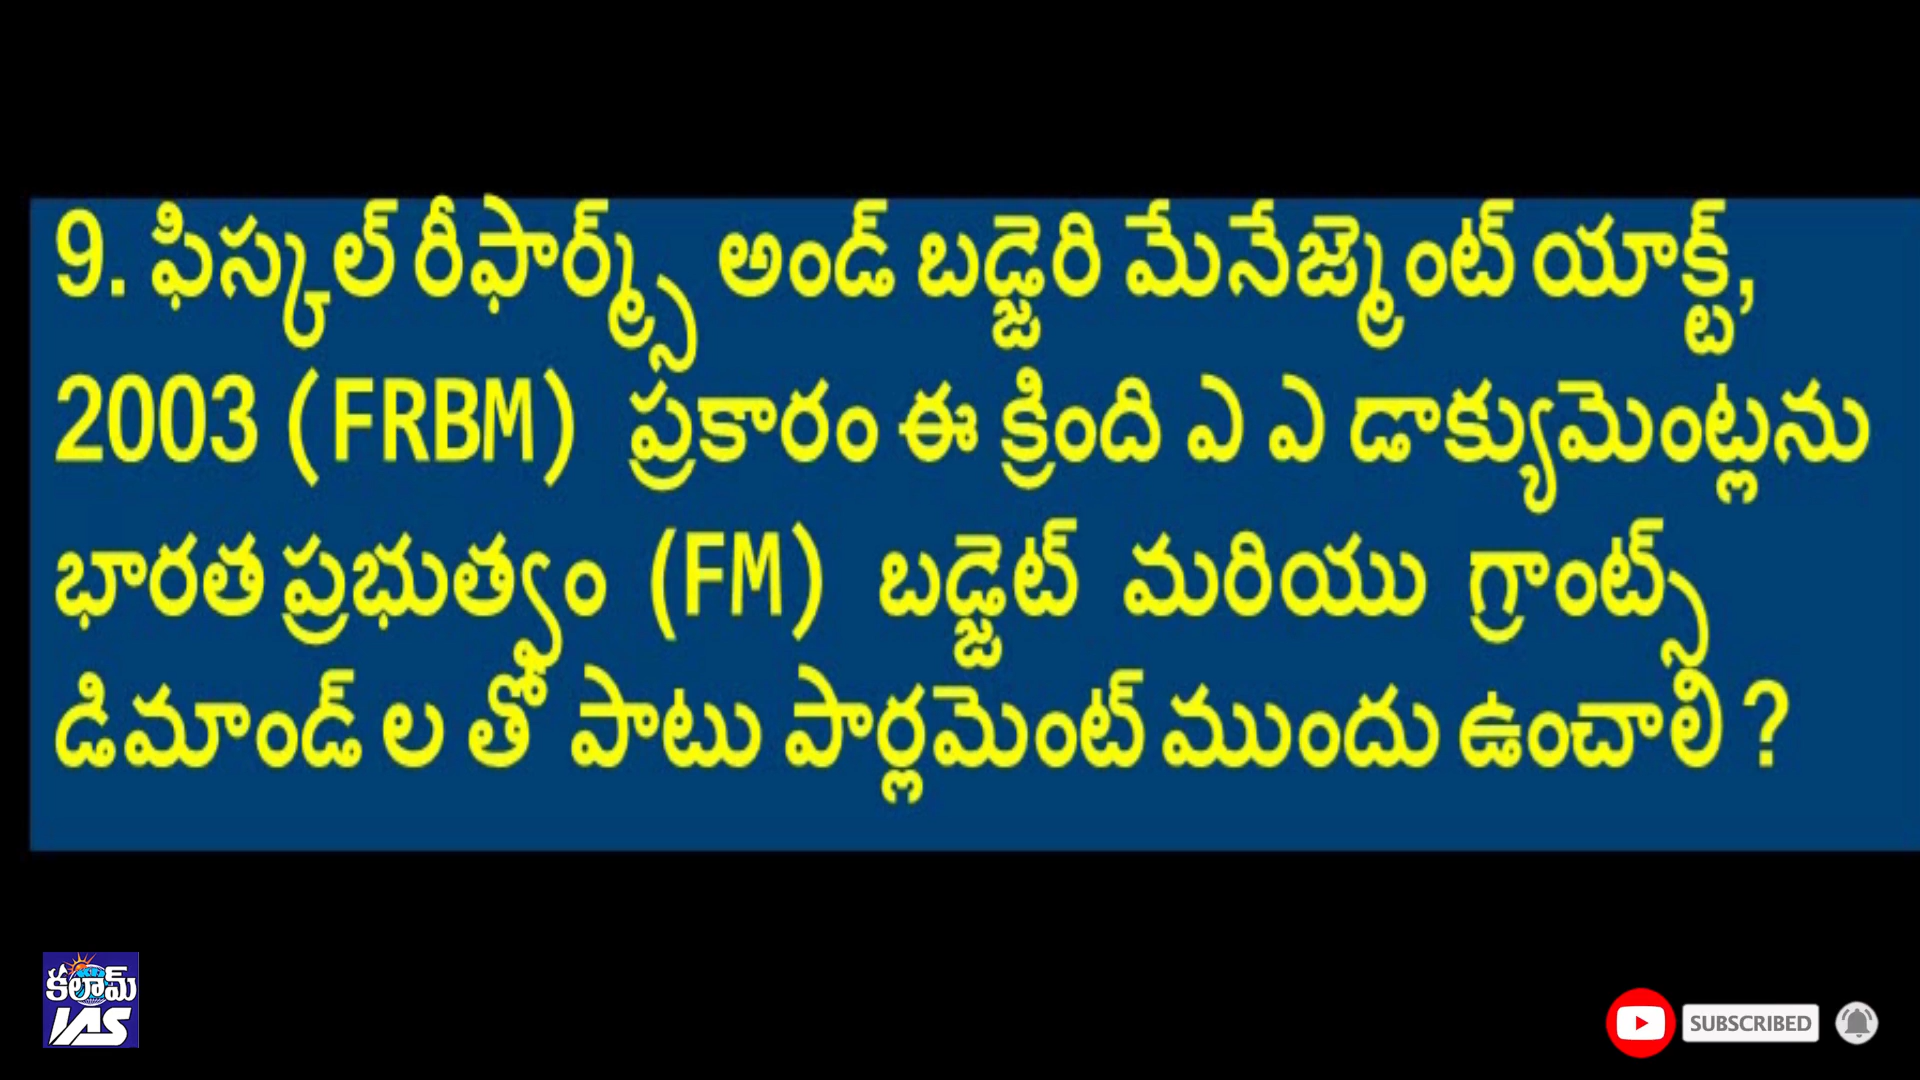 9. ఫిస్కల్ రీఫార్మ్స్ అండ్ బడ్జెరి మేనేజ్మెంట్ యాక్ట్,
2003 (FRBM) ప్రకారం ఈ క్రింది ఎ ఎ డాక్యుమెంట్లను
భారత ప్రభుత్వం (FM) బడ్జెట్ మరియు గ్రాంట్స్
డిమాండ్ ల తో పాటు పార్లమెంట్ ముందు ఉంచాలి ?
కలామ్
IAS
SUBSCRIBED